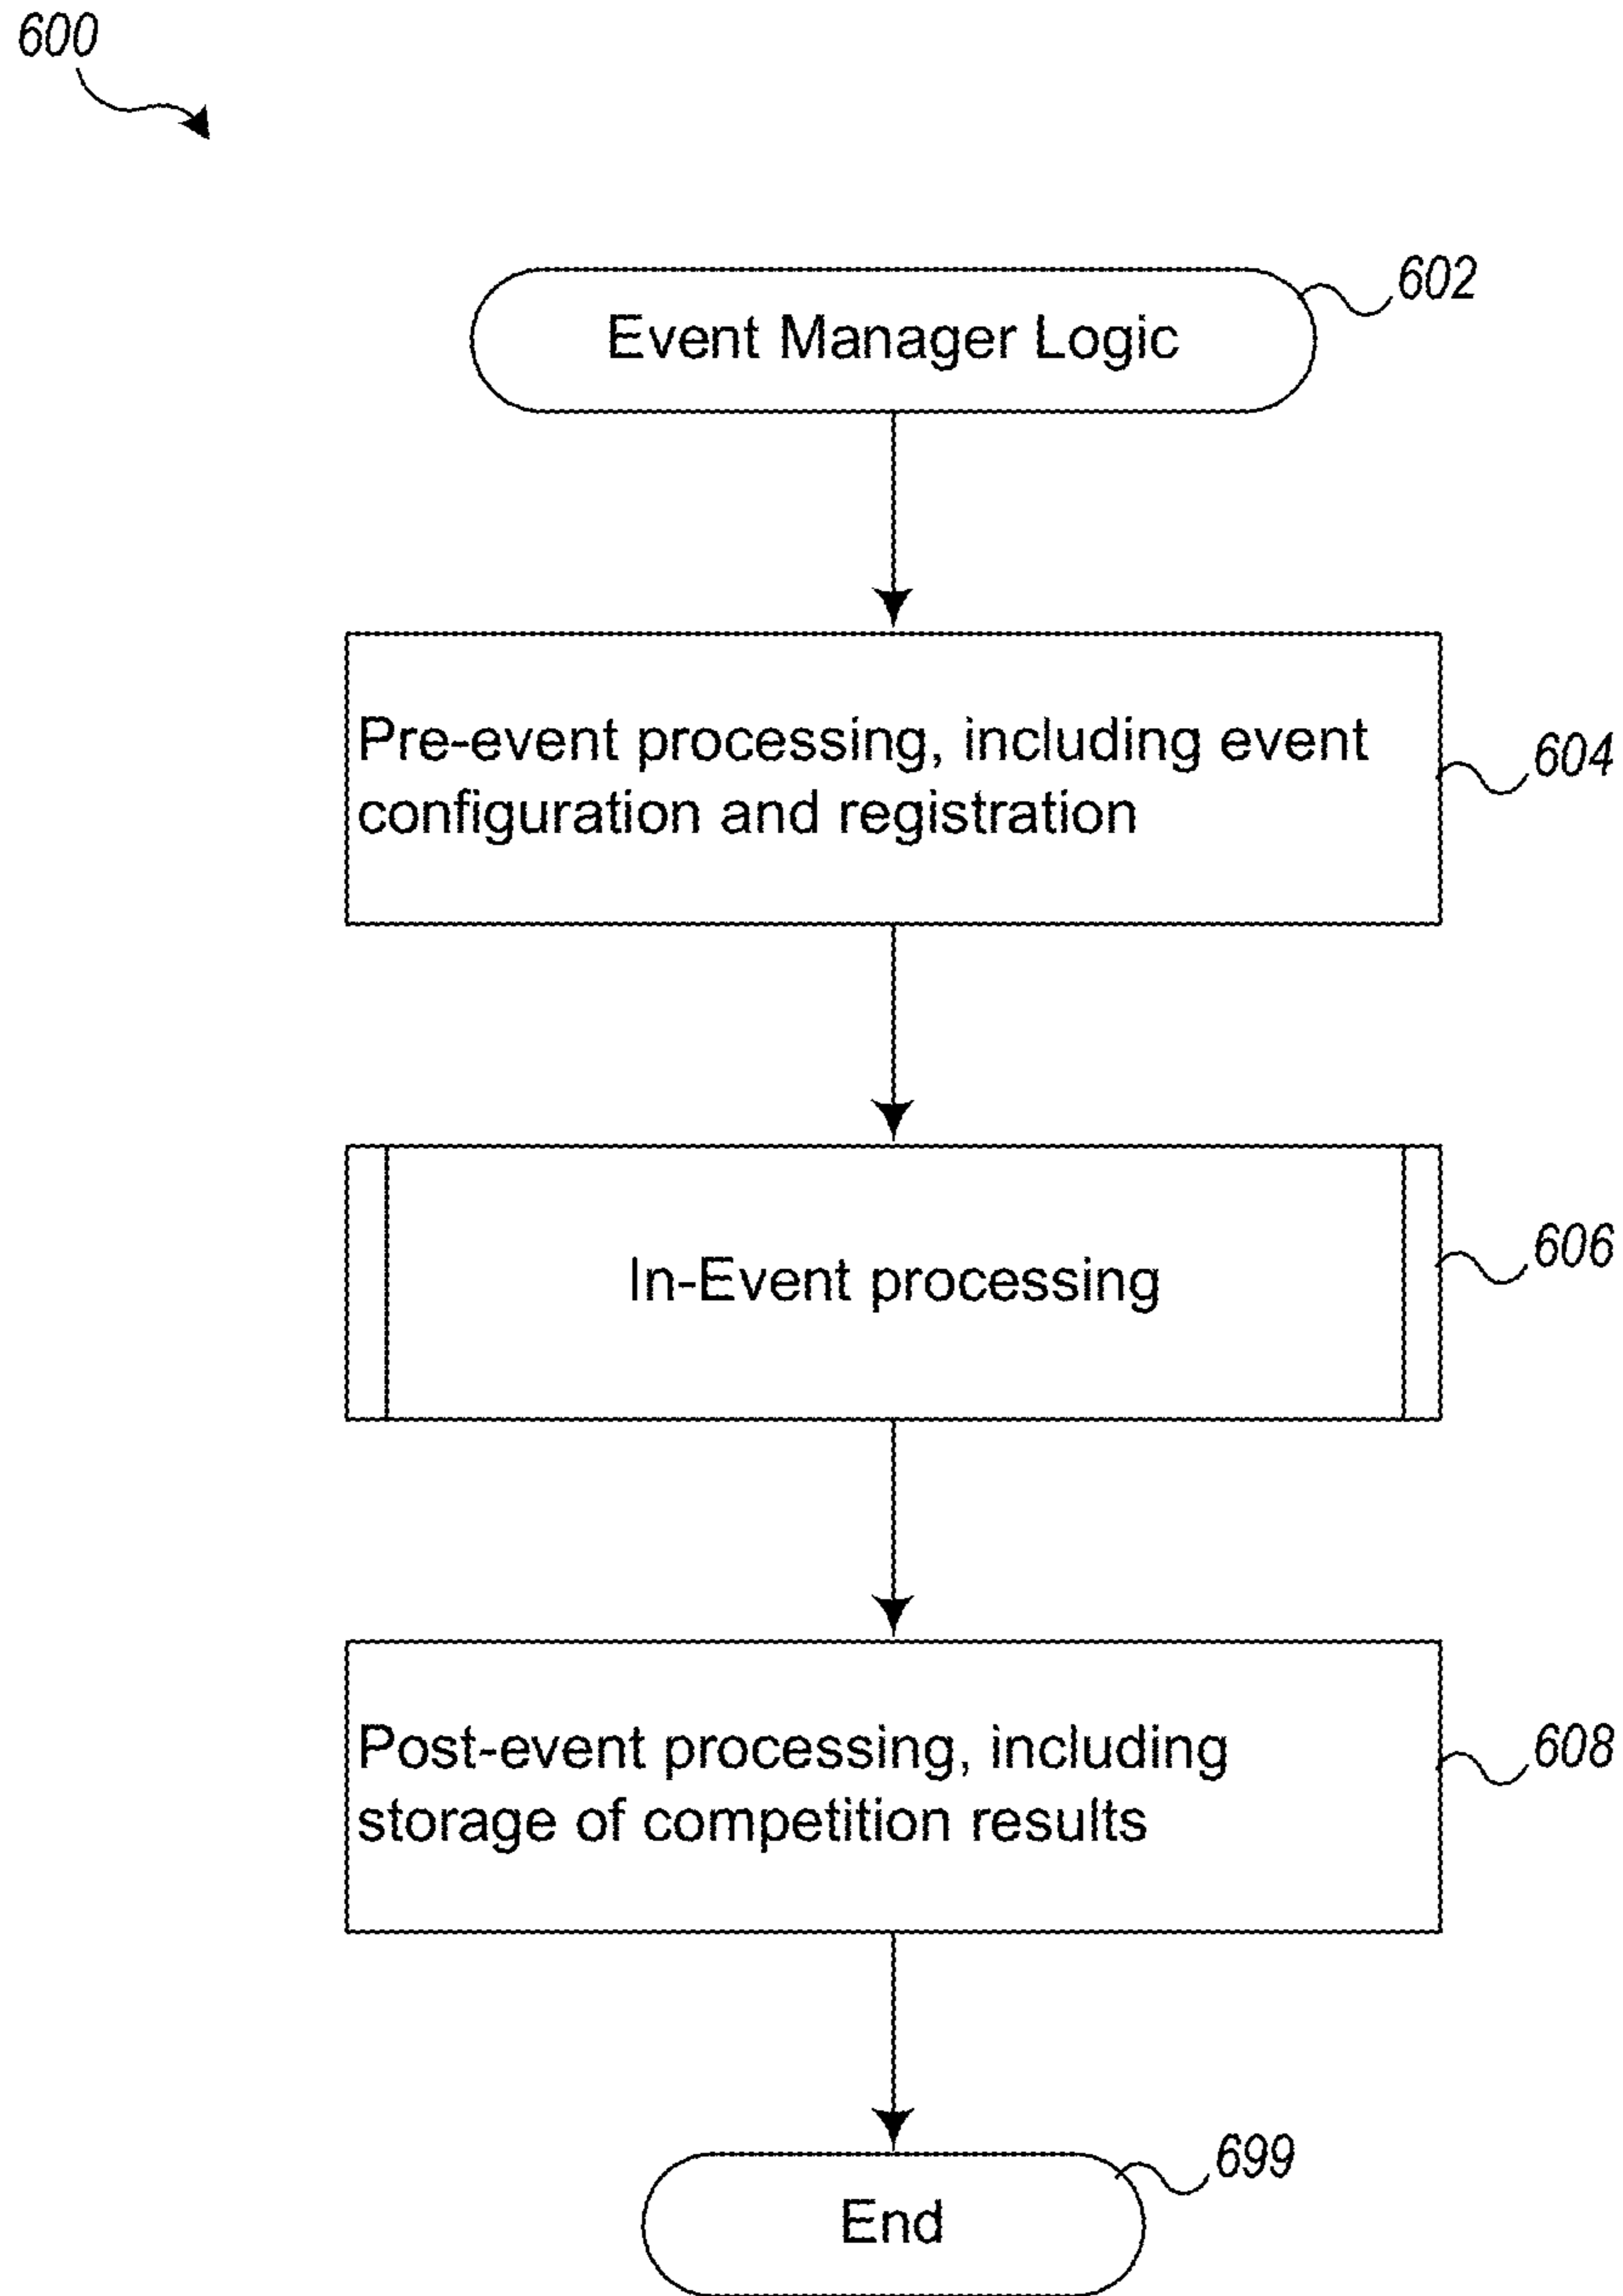 600
602
Event Manager Logic
Pre-event processing, including event
configuration and registration
604
In-Event processing
606
Post-event processing, including
storage of competition results
608
699
End